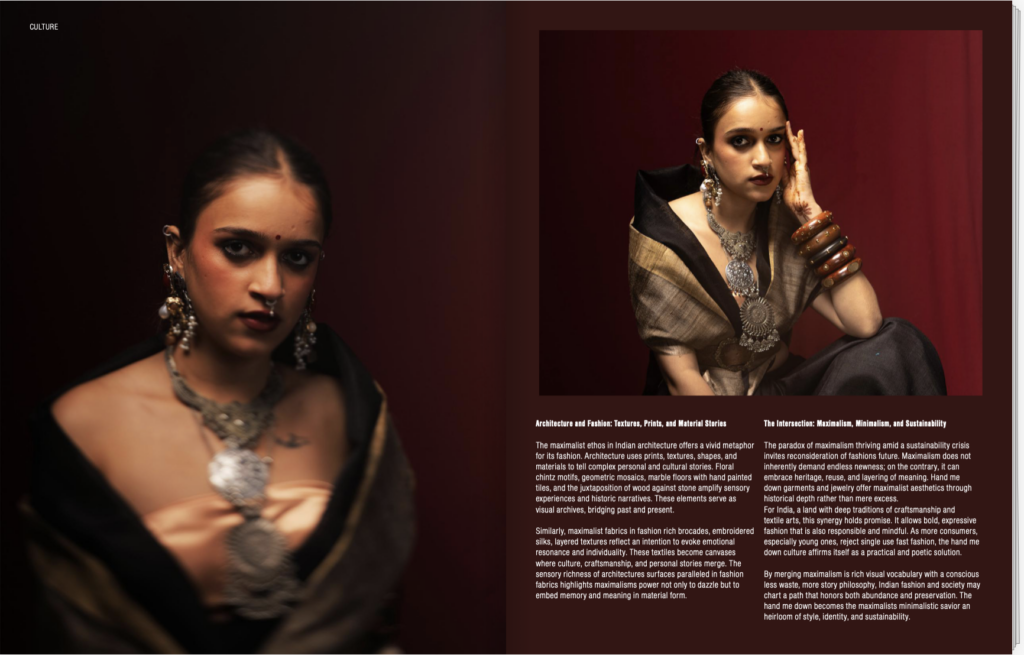 CULTURE
Architecture and Fashion: Textures, Prints, and Material Stories
The maximalist ethos in Indian architecture offers a vivid metaphor
for its fashion. Architecture uses prints, textures, shapes, and
materials to tell complex personal and cultural stories. Floral
chintz motifs, geometric mosaics, marble floors with hand painted
tiles, and the juxtaposition of wood against stone amplify sensory
experiences and historic narratives. These elements serve as
visual archives, bridging past and present.
Similarly, maximalist fabrics in fashion rich brocades, embroidered
silks, layered textures reflect an intention to evoke emotional
resonance and individuality. These textiles become canvases
where culture, craftsmanship, and personal stories merge. The
sensory richness of architectures surfaces paralleled in fashion
fabrics highlights maximalisms power not only to dazzle but to
embed memory and meaning in material form.
The Intersection: Maximalism, Minimalism, and Sustainability
The paradox of maximalism thriving amid a sustainability crisis
invites reconsideration of fashions future. Maximalism does not
inherently demand endless newness; on the contrary, it can
embrace heritage, reuse, and layering of meaning. Hand me
down garments and jewelry offer maximalist aesthetics through
historical depth rather than mere excess.
For India, a land with deep traditions of craftsmanship and
textile arts, this synergy holds promise. It allows bold, expressive
fashion that is also responsible and mindful. As more consumers,
especially young ones, reject single use fast fashion, the hand me
down culture affirms itself as a practical and poetic solution.
By merging maximalism is rich visual vocabulary with a conscious
less waste, more story philosophy, Indian fashion and society may
chart a path that honors both abundance and preservation. The
hand me down becomes the maximalists minimalistic savior an
heirloom of style, identity, and sustainability.